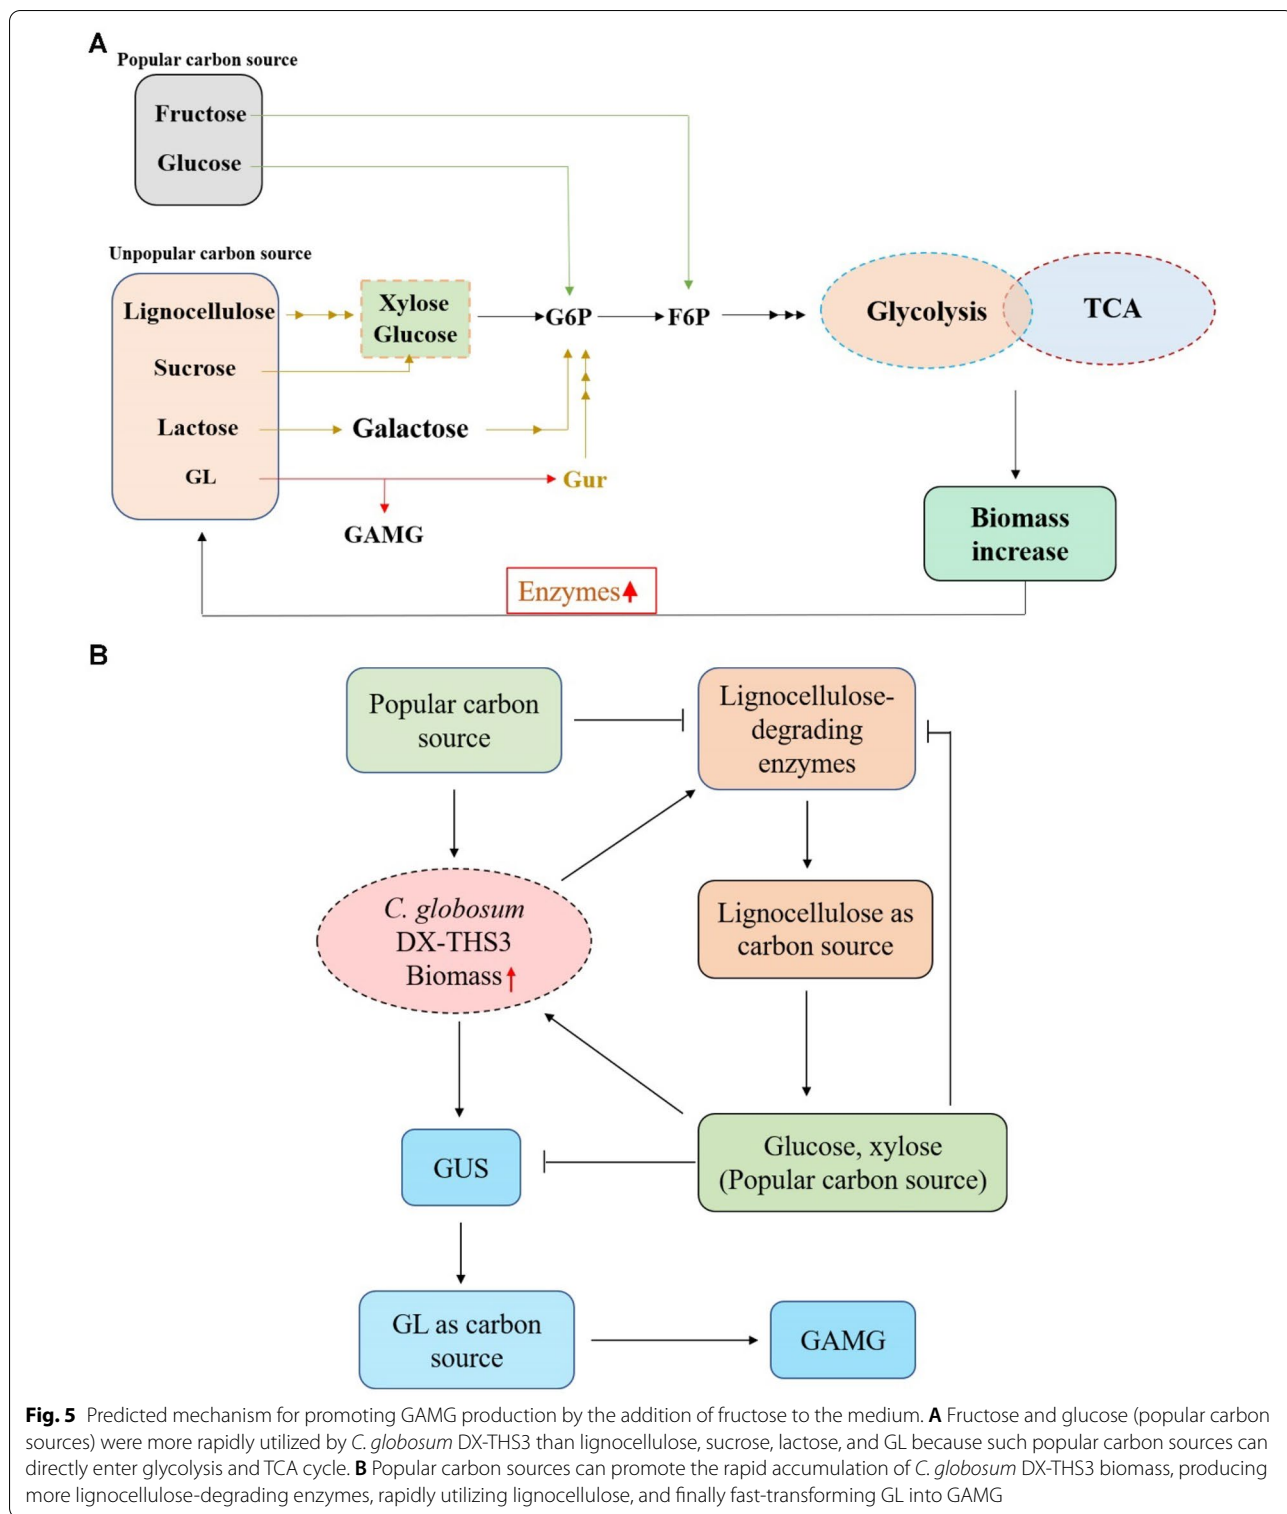 A
Popular carbon source
Fructose
Glucose
Unpopular carbon source
Lignocellulose
Sucrose
Lactose
GL
Xylose
Glucose
Galactose
GAMG
G6P
F6P
Gur
Glycolysis
TCA
Biomass
increase
Enzymes
B
Popular carbon
source
Lignocellulose-
degrading
enzymes
C. globosum
DX-THS3
Biomass
Lignocellulose as
carbon source
GUS
Glucose, xylose
(Popular carbon source)
GL as carbon
source
GAMG
Fig. 5 Predicted mechanism for promoting GAMG production by the addition of fructose to the medium. A Fructose and glucose (popular carbon
sources) were more rapidly utilized by C. globosum DX-THS3 than lignocellulose, sucrose, lactose, and GL because such popular carbon sources can
directly enter glycolysis and TCA cycle. B Popular carbon sources can promote the rapid accumulation of C. globosum DX-THS3 biomass, producing
more lignocellulose-degrading enzymes, rapidly utilizing lignocellulose, and finally fast-transforming GL into GAMG